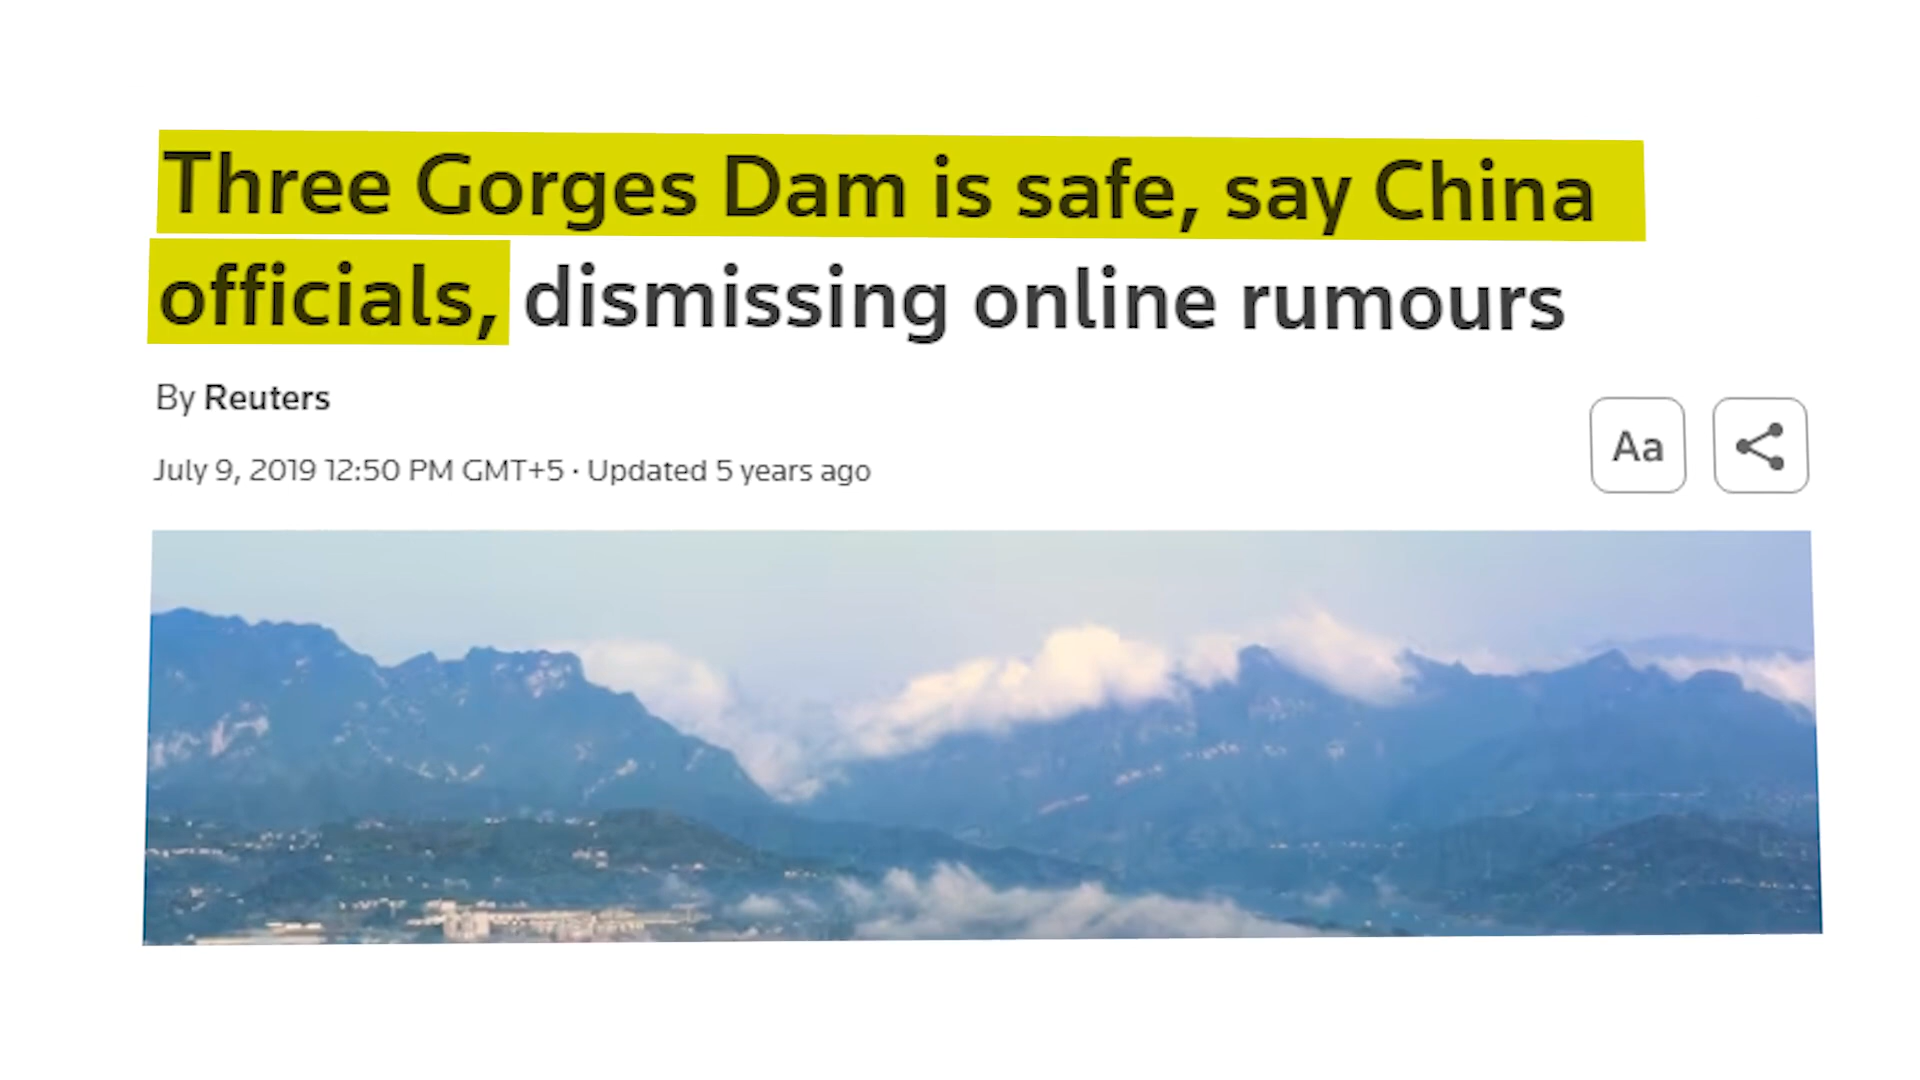 Three Gorges Dam is safe, say China
officials, dismissing online rumours
By Reuters
July 9, 2019 12:50 PM GMT+5 · Updated 5 years ago
Aa